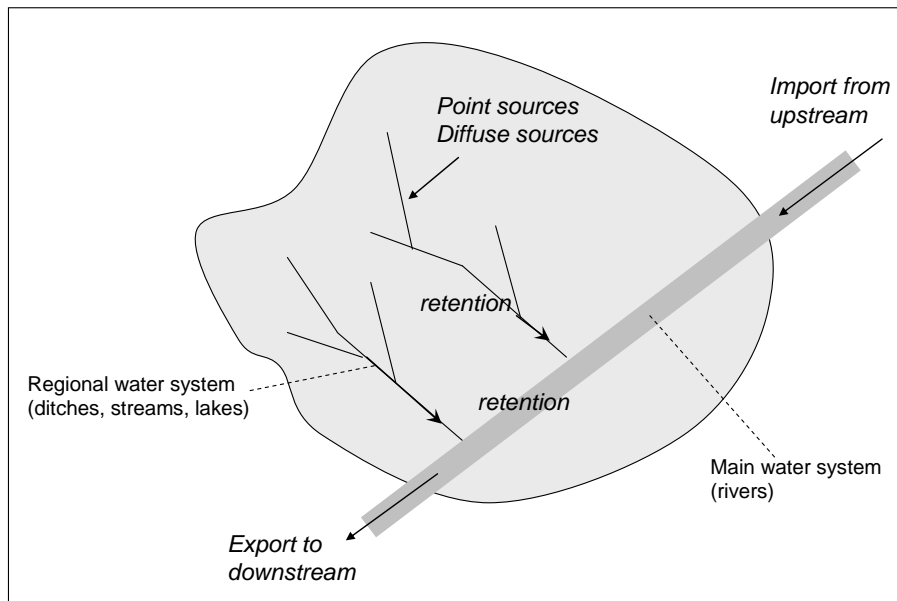 Point sources
Diffuse sources
Import from
upstream
retention
Regional water system
(ditches, streams, lakes)
retention
Main water system
(rivers)
Export to
downstream